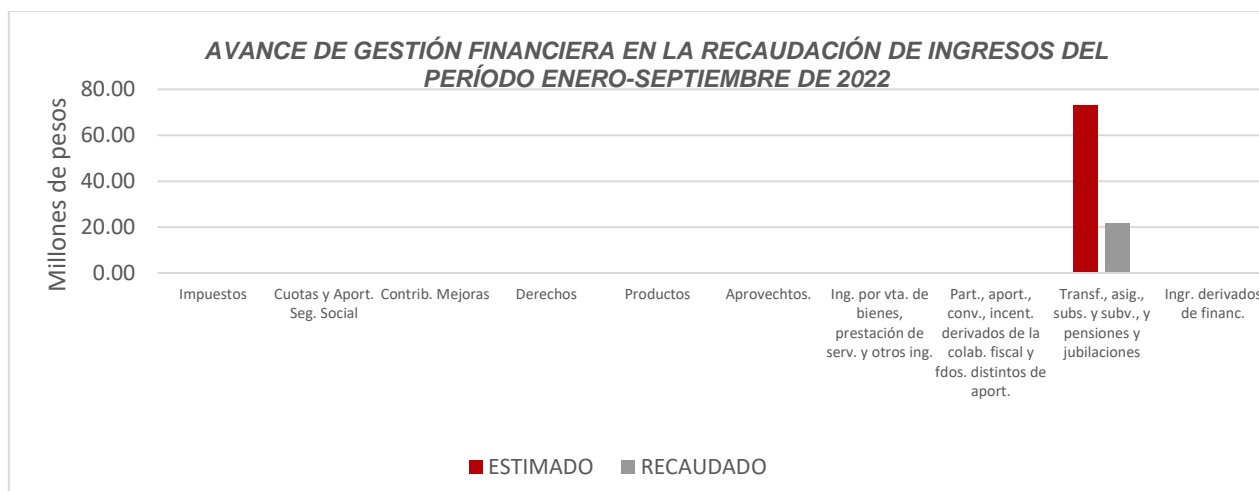 AVANCE DE GESTIÓN FINANCIERA EN LA RECAUDACIÓN DE INGRESOS DEL
PERÍODO ENERO-SEPTIEMBRE DE 2022
Millones de pesos
80.00
60.00
40.00
20.00
0.00
Impuestos
Cuotas y Aport.
Seg. Social
Contrib. Mejoras
Derechos
Productos
Aprovechtos.
Ing. por vta. de
bienes,
prestación de
serv. y otros ing.
Part., aport.,
conv., incent.
derivados de la
colab. fiscal y
fdos. distintos de
aport.
Transf., asig.,
subs. y subv., y
pensiones y
jubilaciones
Ingr. derivados
de financ.
ESTIMADO
RECAUDADO